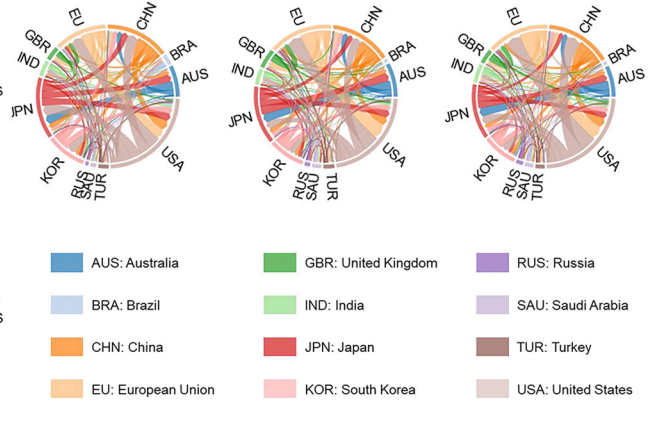 EU
CHN
GBR
BRA
IND
AUS
JPN
USA
KOR
RUS
SAU
TUR
EU
CHN
GBR
BRA
IND
AUS
JPN
USA
KOR
RUS
SAU
TUR
EU
CHN
GBR
BRA
IND
AUS
JPN
USA
KOR
RUS
SAU
TUR
AUS: Australia
GBR: United Kingdom
RUS: Russia
BRA: Brazil
IND: India
SAU: Saudi Arabia
CHN: China
JPN: Japan
TUR: Turkey
EU: European Union
KOR: South Korea
USA: United States